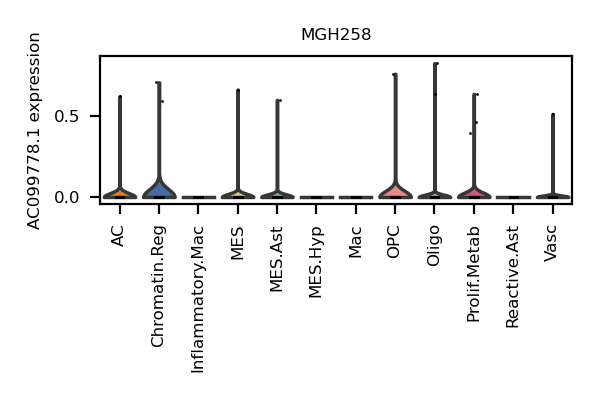 MGH258
AC099778.1 expression
0.5
0.0
AC
Chromatin.Reg
Inflammatory.Mac
MES
MES.Ast
MES.Hyp
Mac
OPC
Oligo
Prolif.Metab
Reactive.Ast
Vasc